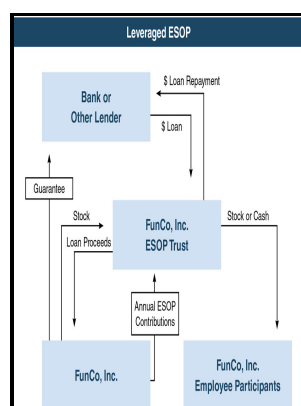 Leveraged ESOP
$ Loan Repayment
Bank or
Other Lender
$ Loan
Guarantee
Stock
FunCo, Inc.
ESOP Trust
Stock or Cash
Loan Proceeds
Annual ESOP
Contributions
FunCo, Inc.
FunCo, Inc.
Employee Participants